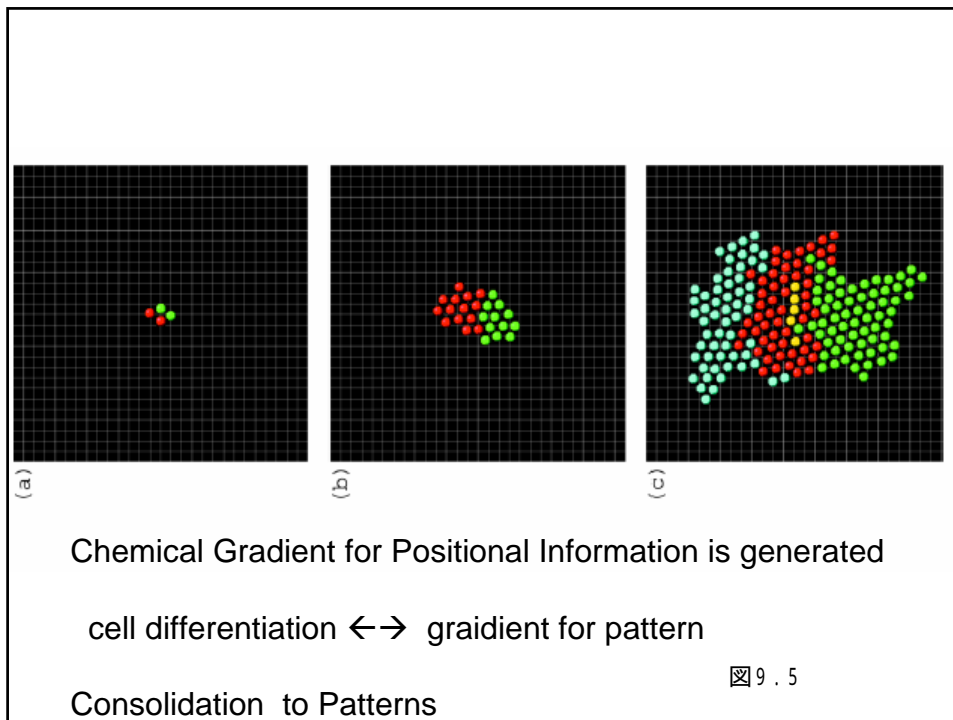 (a) (b) (c)
Chemical Gradient for Positional Information is generated
cell differentiation ←→ graidient for pattern
図9.5
Consolidation to Patterns